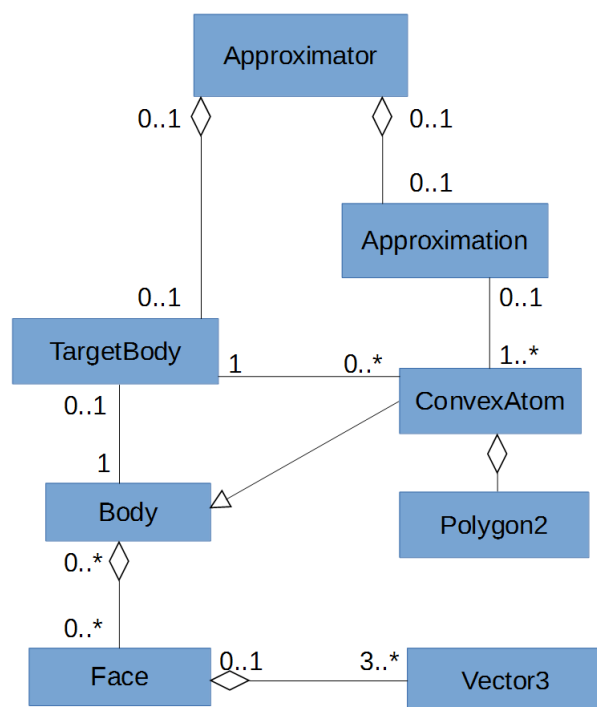 Approximator
0..1
0..1
0..1
Approximation
0..1
0..1
TargetBody
1
0..*
1..*
ConvexAtom
0..1
1
Body
Polygon2
0..*
0..*
Face
0..1
3..*
Vector3